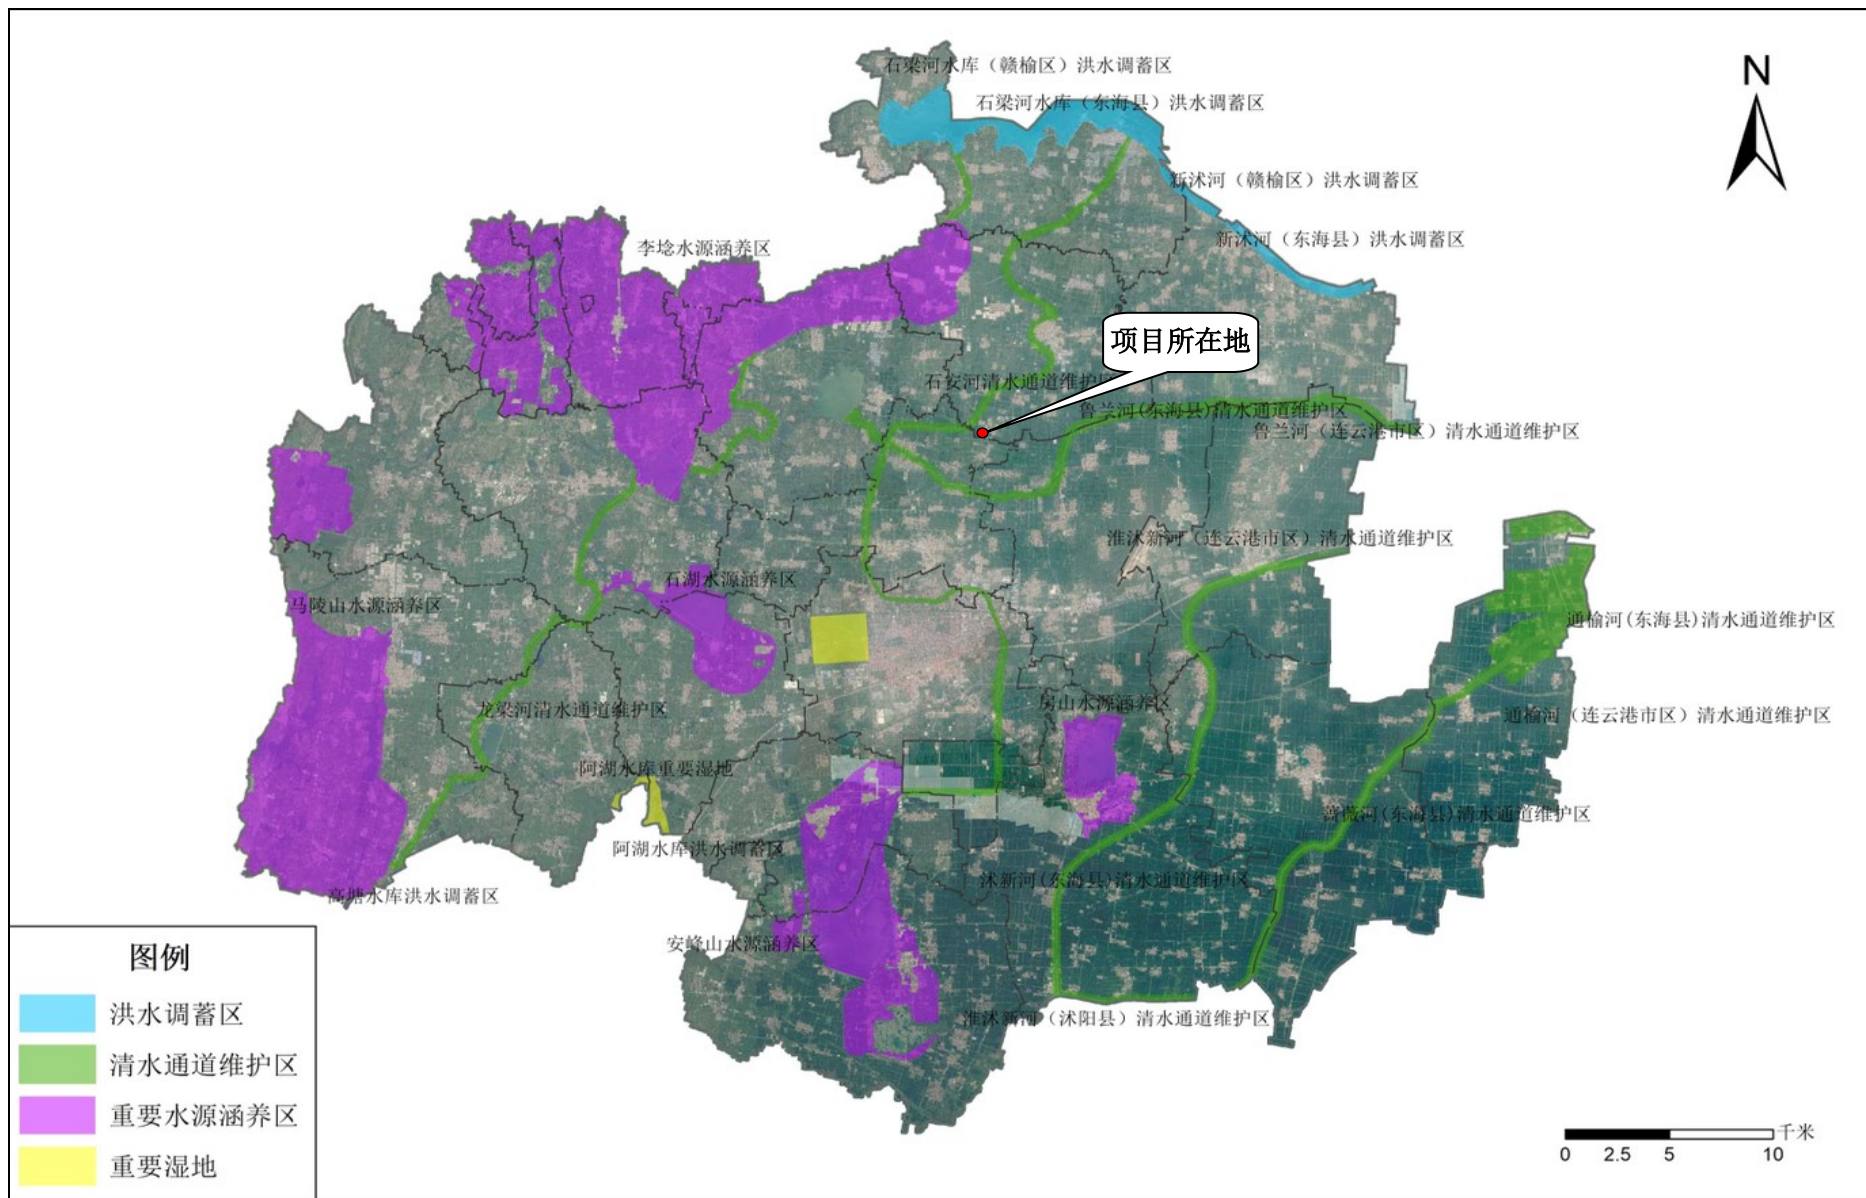 石梁河水库（赣榆区）洪水调蓄区
N
石梁河水库（东海县）洪水调蓄区
新沭河（赣榆区）洪水调蓄区
新沭河（东海县）洪水调蓄区
李埝水源涵养区
项目所在地
石安河清水通道维护区
鲁兰河(东海县)清水通道维护区
鲁兰河（连云港市区）清水通道维护区
淮沭新河（连云港市区）清水通道维护区
石湖水源涵养区
马陵山水源涵养区
通榆河(东海县)清水通道维护区
房山水源涵养区
龙梁河清水通道维护区
通榆河（连云港市区）清水通道维护区
阿湖水库重要湿地
蔷薇河(东海县)清水通道维护区
阿湖水库洪水调蓄区
沭新河(东海县)清水通道维护区
高塘水库洪水调蓄区
安峰山水源涵养区
淮沭新河（沭阳县）清水通道维护区
图例
洪水调蓄区
清水通道维护区
重要水源涵养区
重要湿地
千米
0 2.5 5 10